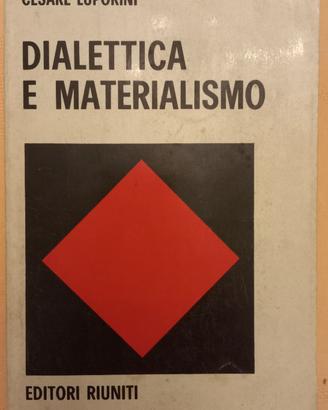 CESARE LUPORINI
DIALETTICA
E MATERIALISMO
EDITORI RIUNITI